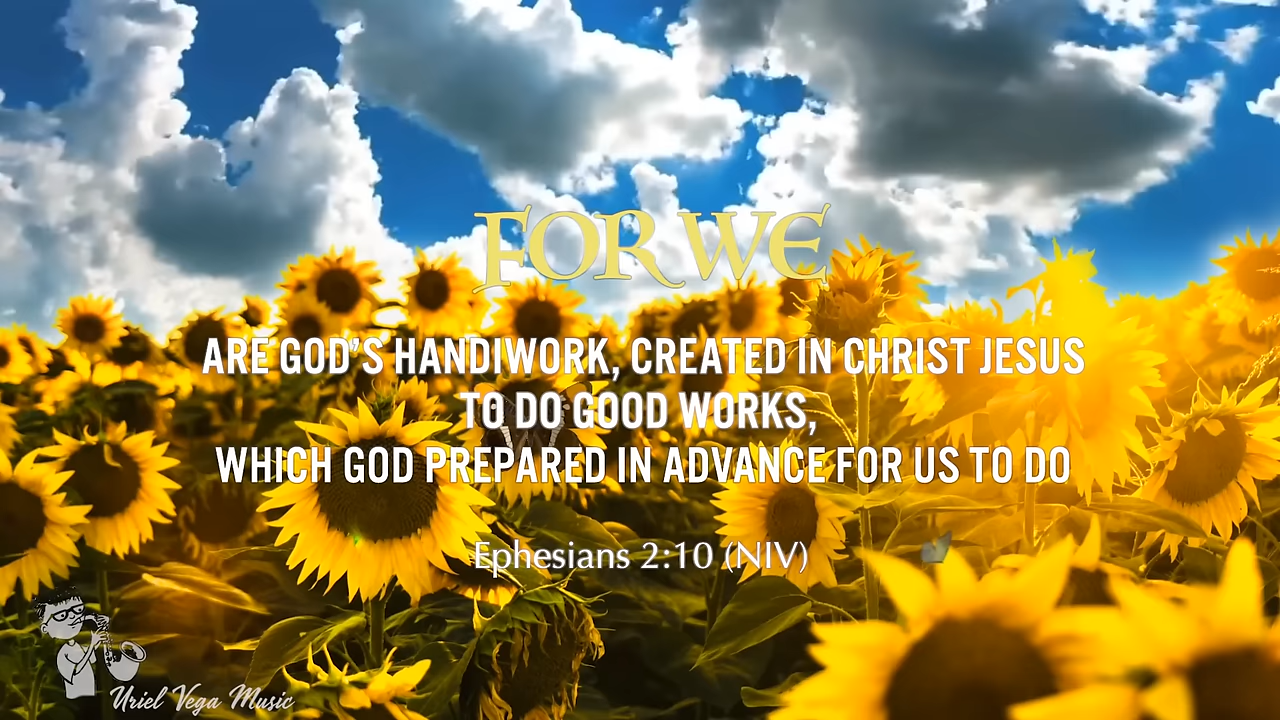 FOR WE
ARE GOD’S HANDIWORK, CREATED IN CHRIST JESUS
TO DO GOOD WORKS,
WHICH GOD PREPARED IN ADVANCE FOR US TO DO
Ephesians 2:10 (NIV)
Uriel Vega Music